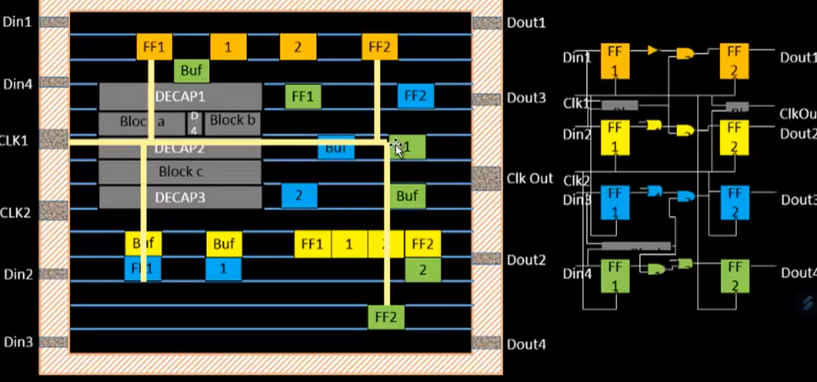 Din1
Din4
CLK1
CLK2
Din2
Din3
FF1 1 2 FF2
Buf
DECAP1 FF1 FF2
Block a D4 Block b
DECAP2 Buf 1
Block c
DECAP3 2 Buf
Buf Buf FF1 1 2 FF2
FF1 1 2
FF2
Dout1
Dout3
Clk Out
Dout2
Dout4
Din1 FF 1 FF 2 Dout1
Clk1 ClkOu
Din2 FF 1 FF 2 Dout2
Clk2
Din3 FF 1 FF 2 Dout3
Din4 FF 1 FF 2 Dout4